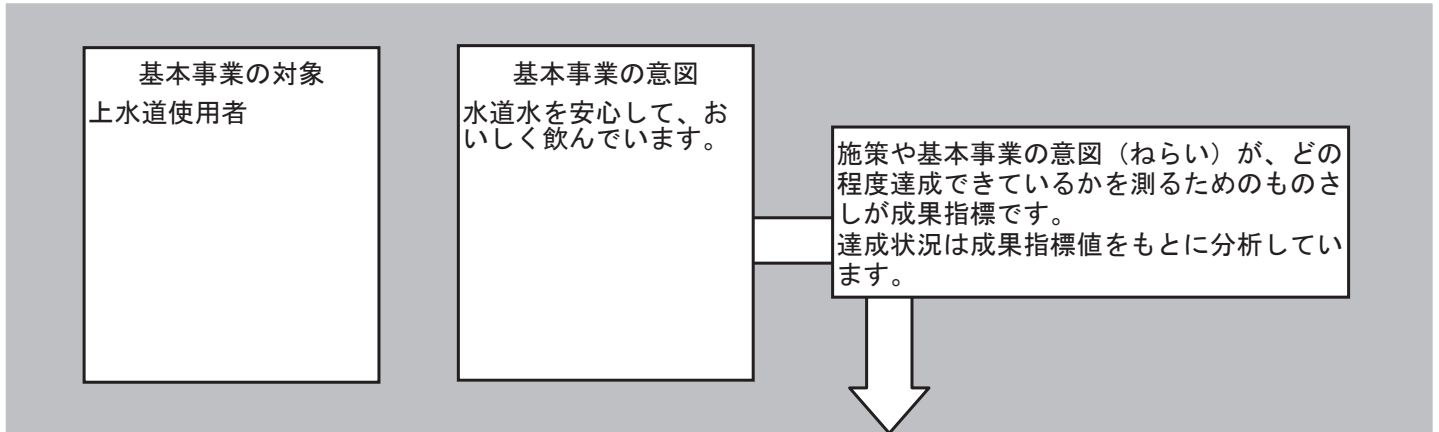 基本事業の対象
上水道使用者
基本事業の意図
水道水を安心して、お
いしく飲んでいます。
施策や基本事業の意図（ねらい）が、どの
程度達成できているかを測るためのものさ
しが成果指標です。
達成状況は成果指標値をもとに分析してい
ます。